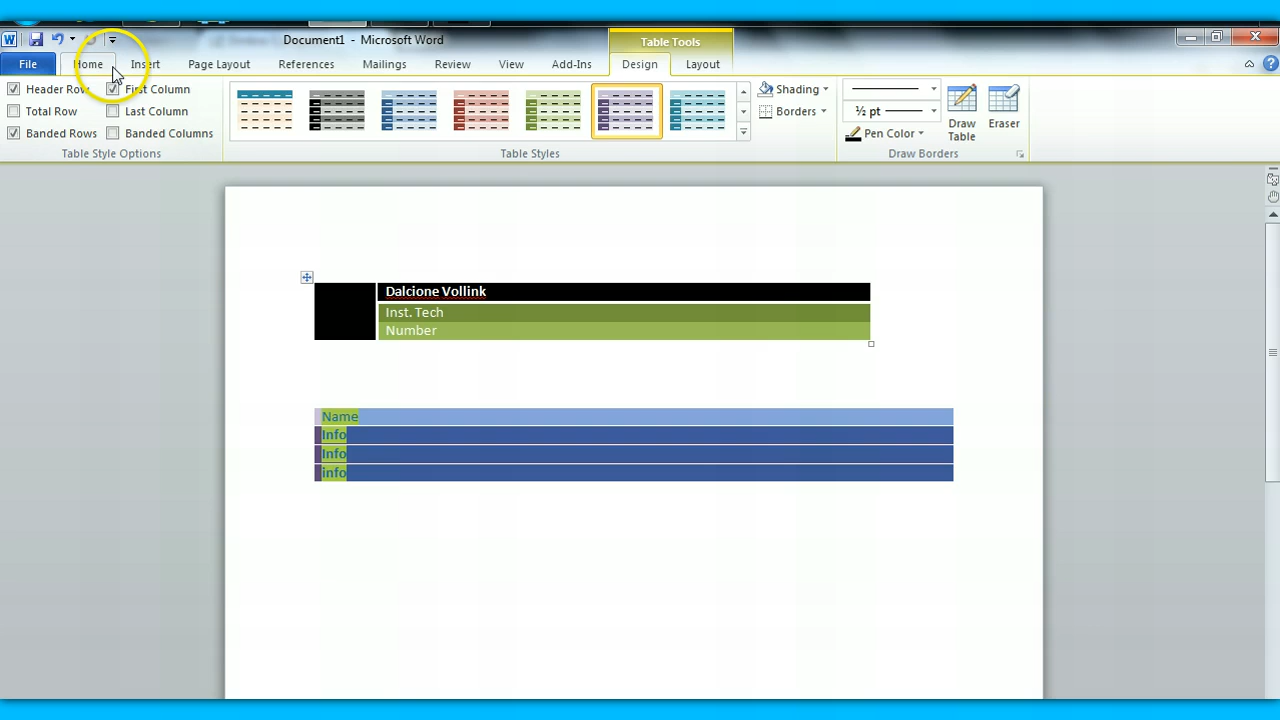 W
Document1 - Microsoft Word
Table Tools
File Home Insert Page Layout References Mailings Review View Add-Ins Design Layout
Header Row First Column
Total Row Last Column
Banded Rows Banded Columns
Shading
Borders
½ pt
Pen Color
Draw Table
Eraser
Table Style Options
Table Styles
Draw Borders
Dalcione Vollink
Inst. Tech
Number
Name
Info
Info
info